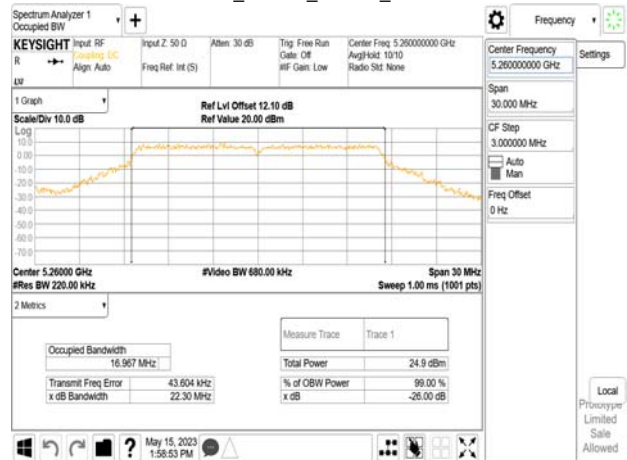 Spectrum Analyzer 1
Occupied BW
Frequency
KEYSIGHT Input: RF Input Z: 50 Ω Atten: 30 dB Trig: Free Run Center Freq: 5.260000000 GHz
Coupling: DC Gate: Off Avg|Hold: 10/10
R Align: Auto Freq Ref: Int (S) #IF Gain: Low Radio Std: None
Center Frequency
5.260000000 GHz
Settings
Span
30.000 MHz
CF Step
3.000000 MHz
Auto
Man
Freq Offset
0 Hz
1 Graph
Ref Lvl Offset 12.10 dB
Scale/Div 10.0 dB Ref Value 20.00 dBm
Log
10.0
0.00
-10.0
-20.0
-30.0
-40.0
-50.0
-60.0
-70.0
Center 5.26000 GHz #Video BW 680.00 kHz Span 30 MHz
#Res BW 220.00 kHz Sweep 1.00 ms (1001 pts)
2 Metrics
Measure Trace Trace 1
Occupied Bandwidth
16.967 MHz
Total Power 24.9 dBm
Transmit Freq Error 43.604 kHz % of OBW Power 99.00 %
x dB Bandwidth 22.30 MHz x dB -26.00 dB
Local
Prototype
Limited
Sale
Allowed
May 15, 2023
1:58:53 PM